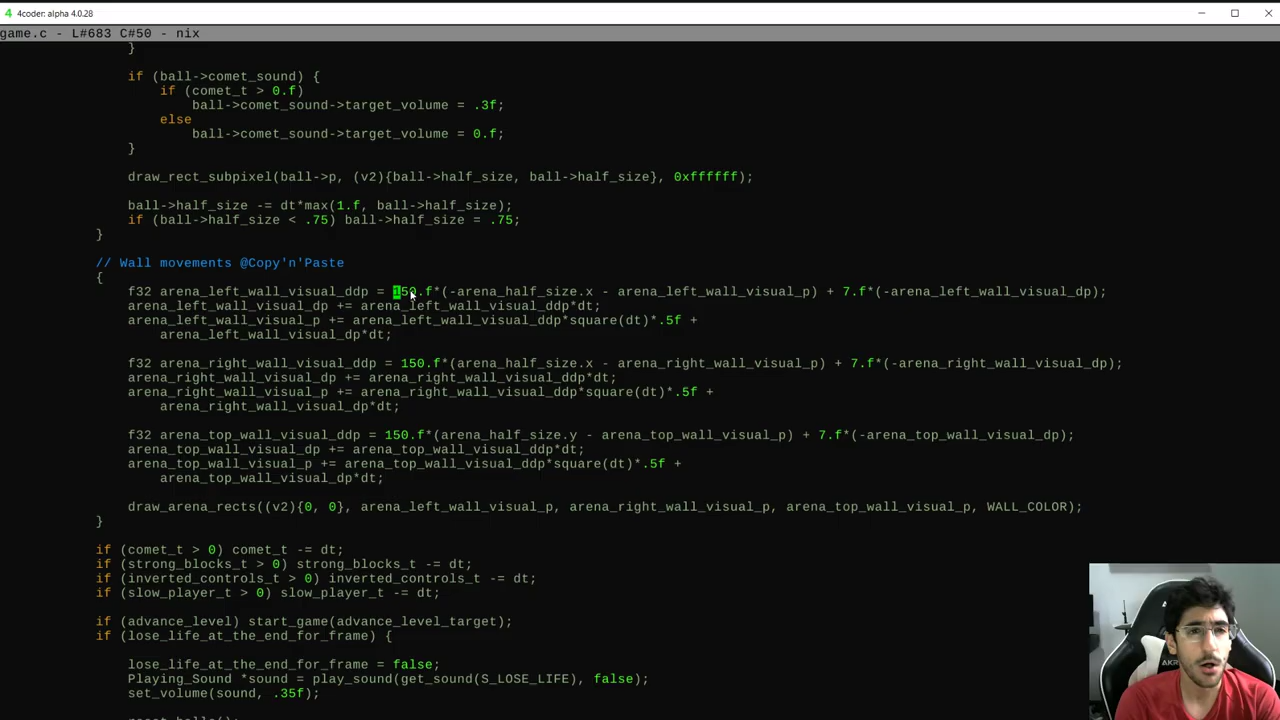 4 4coder: alpha 4.0.28
game.c - L#683 C#50 - nix
}
if (ball->comet_sound) {
if (comet_t > 0.f)
ball->comet_sound->target_volume = .3f;
else
ball->comet_sound->target_volume = 0.f;
}
draw_rect_subpixel(ball->p, (v2){ball->half_size, ball->half_size}, 0xffffff);
ball->half_size -= dt*max(1.f, ball->half_size);
if (ball->half_size < .75) ball->half_size = .75;
}
// Wall movements @Copy'n'Paste
{
f32 arena_left_wall_visual_ddp = 150.f*(-arena_half_size.x - arena_left_wall_visual_p) + 7.f*(-arena_left_wall_visual_dp);
arena_left_wall_visual_dp += arena_left_wall_visual_ddp*dt;
arena_left_wall_visual_p += arena_left_wall_visual_ddp*square(dt)*.5f +
arena_left_wall_visual_dp*dt;
f32 arena_right_wall_visual_ddp = 150.f*(arena_half_size.x - arena_right_wall_visual_p) + 7.f*(-arena_right_wall_visual_dp);
arena_right_wall_visual_dp += arena_right_wall_visual_ddp*dt;
arena_right_wall_visual_p += arena_right_wall_visual_ddp*square(dt)*.5f +
arena_right_wall_visual_dp*dt;
f32 arena_top_wall_visual_ddp = 150.f*(arena_half_size.y - arena_top_wall_visual_p) + 7.f*(-arena_top_wall_visual_dp);
arena_top_wall_visual_dp += arena_top_wall_visual_ddp*dt;
arena_top_wall_visual_p += arena_top_wall_visual_ddp*square(dt)*.5f +
arena_top_wall_visual_dp*dt;
draw_arena_rects((v2){0, 0}, arena_left_wall_visual_p, arena_right_wall_visual_p, arena_top_wall_visual_p, WALL_COLOR);
}
if (comet_t > 0) comet_t -= dt;
if (strong_blocks_t > 0) strong_blocks_t -= dt;
if (inverted_controls_t > 0) inverted_controls_t -= dt;
if (slow_player_t > 0) slow_player_t -= dt;
if (advance_level) start_game(advance_level_target);
if (lose_life_at_the_end_for_frame) {
lose_life_at_the_end_for_frame = false;
Playing_Sound *sound = play_sound(get_sound(S_LOSE_LIFE), false);
set_volume(sound, .35f);